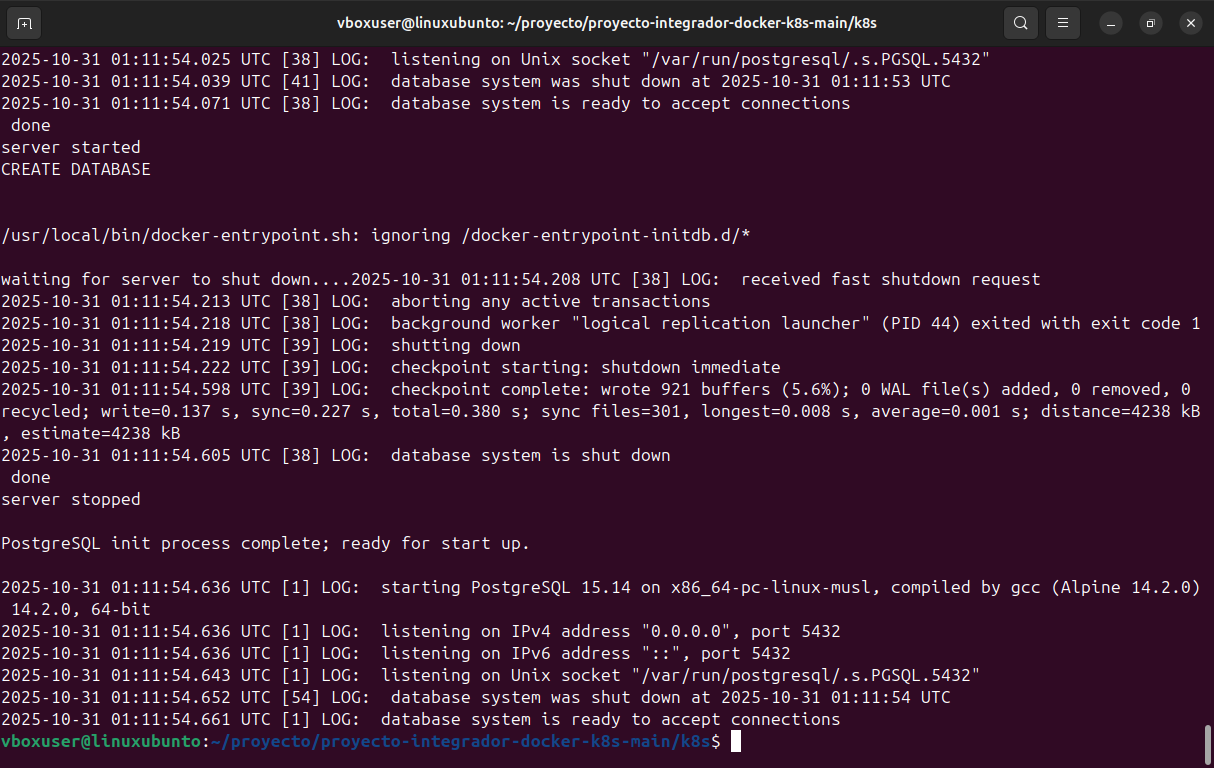 vboxuser@linuxubunto: ~/proyecto/proyecto-integrador-docker-k8s-main/k8s
2025-10-31 01:11:54.025 UTC [38] LOG:  listening on Unix socket "/var/run/postgresql/.s.PGSQL.5432"
2025-10-31 01:11:54.039 UTC [41] LOG:  database system was shut down at 2025-10-31 01:11:53 UTC
2025-10-31 01:11:54.071 UTC [38] LOG:  database system is ready to accept connections
 done
server started
CREATE DATABASE
/usr/local/bin/docker-entrypoint.sh: ignoring /docker-entrypoint-initdb.d/*
waiting for server to shut down....2025-10-31 01:11:54.208 UTC [38] LOG:  received fast shutdown request
2025-10-31 01:11:54.213 UTC [38] LOG:  aborting any active transactions
2025-10-31 01:11:54.218 UTC [38] LOG:  background worker "logical replication launcher" (PID 44) exited with exit code 1
2025-10-31 01:11:54.219 UTC [39] LOG:  shutting down
2025-10-31 01:11:54.222 UTC [39] LOG:  checkpoint starting: shutdown immediate
2025-10-31 01:11:54.598 UTC [39] LOG:  checkpoint complete: wrote 921 buffers (5.6%); 0 WAL file(s) added, 0 removed, 0
recycled; write=0.137 s, sync=0.227 s, total=0.380 s; sync files=301, longest=0.008 s, average=0.001 s; distance=4238 kB
, estimate=4238 kB
2025-10-31 01:11:54.605 UTC [38] LOG:  database system is shut down
 done
server stopped
PostgreSQL init process complete; ready for start up.
2025-10-31 01:11:54.636 UTC [1] LOG:  starting PostgreSQL 15.14 on x86_64-pc-linux-musl, compiled by gcc (Alpine 14.2.0)
 14.2.0, 64-bit
2025-10-31 01:11:54.636 UTC [1] LOG:  listening on IPv4 address "0.0.0.0", port 5432
2025-10-31 01:11:54.636 UTC [1] LOG:  listening on IPv6 address "::", port 5432
2025-10-31 01:11:54.643 UTC [1] LOG:  listening on Unix socket "/var/run/postgresql/.s.PGSQL.5432"
2025-10-31 01:11:54.652 UTC [54] LOG:  database system was shut down at 2025-10-31 01:11:54 UTC
2025-10-31 01:11:54.661 UTC [1] LOG:  database system is ready to accept connections
vboxuser@linuxubunto:~/proyecto/proyecto-integrador-docker-k8s-main/k8s$